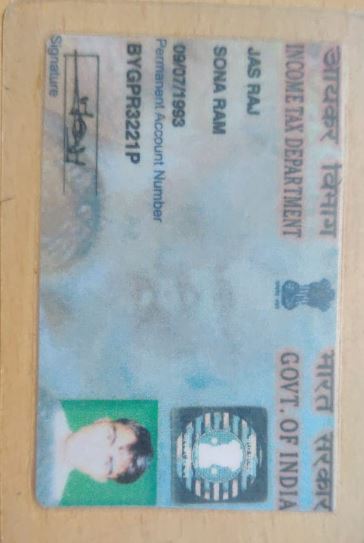 आयकर विभाग
INCOME TAX DEPARTMENT
भारत सरकार
GOVT. OF INDIA
JAS RAJ
SONA RAM
09/07/1993
Permanent Account Number
BYGPR3221P
Signature